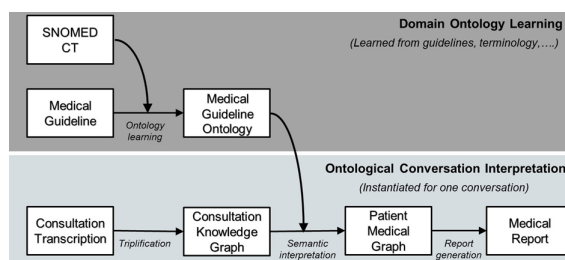 Domain Ontology Learning
(Learned from guidelines, terminology,....)
SNOMED
CT
Medical
Guideline
Ontology
learning
Medical
Guideline
Ontology
Ontological Conversation Interpretation
(Instantiated for one conversation)
Consultation
Transcription
Triplification
Consultation
Knowledge
Graph
Semantic
interpretation
Patient
Medical
Graph
Report
generation
Medical
Report